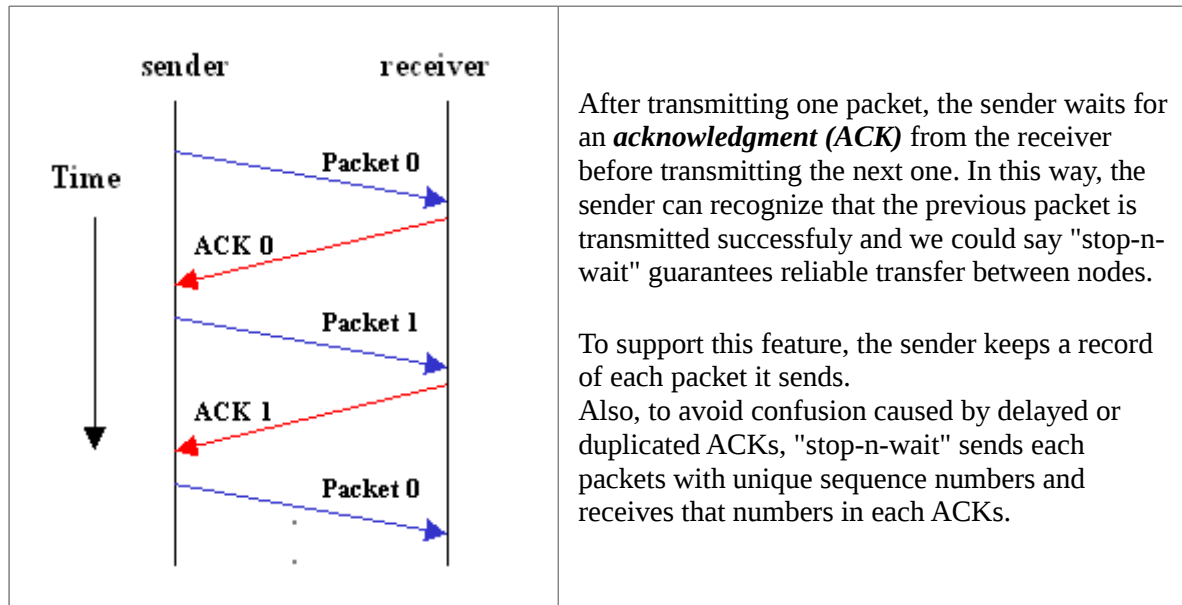 sender receiver
Packet 0
Time
ACK 0
Packet 1
ACK 1
Packet 0
After transmitting one packet, the sender waits for
an acknowledgment (ACK) from the receiver
before transmitting the next one. In this way, the
sender can recognize that the previous packet is
transmitted successfuly and we could say "stop-n-
wait" guarantees reliable transfer between nodes.
To support this feature, the sender keeps a record
of each packet it sends.
Also, to avoid confusion caused by delayed or
duplicated ACKs, "stop-n-wait" sends each
packets with unique sequence numbers and
receives that numbers in each ACKs.